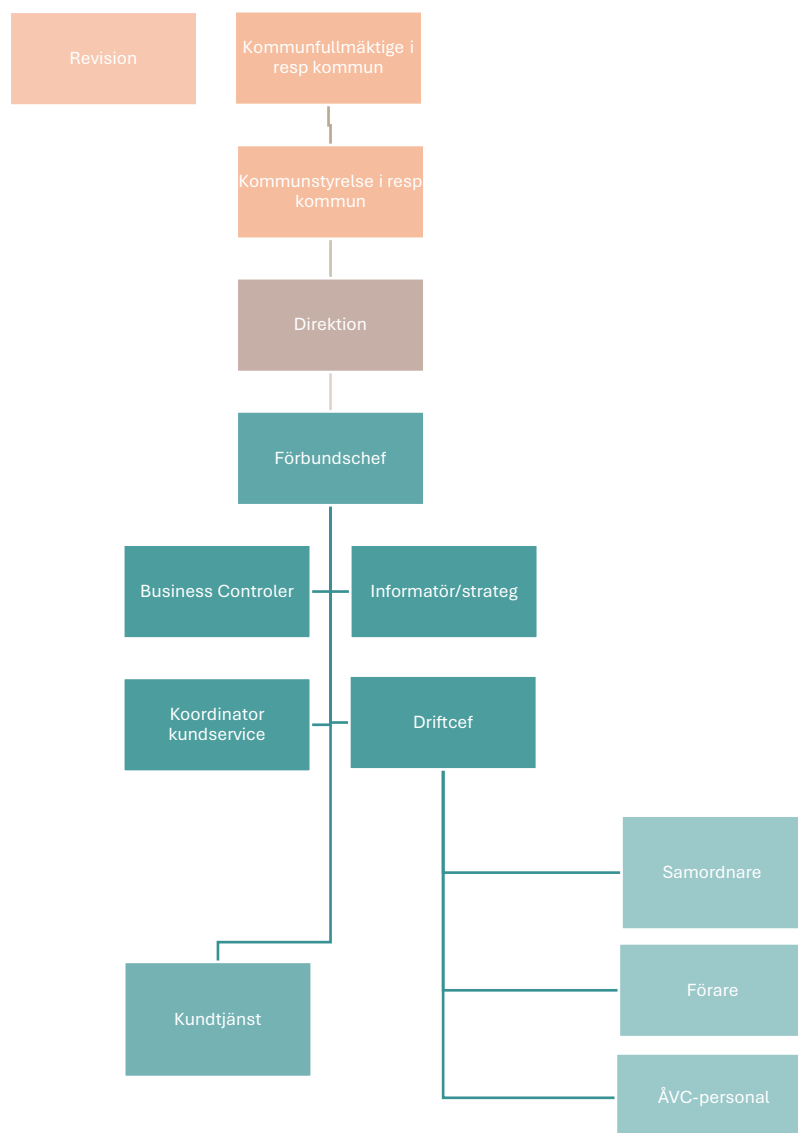 Revision
Kommunfullmäktige i
resp kommun
Kommunstyrelse i resp
kommun
Direktion
Förbundschef
Business Controler
Informatör/strateg
Koordinator
kundservice
Driftcef
Samordnare
Förare
Kundtjänst
ÅVC-personal